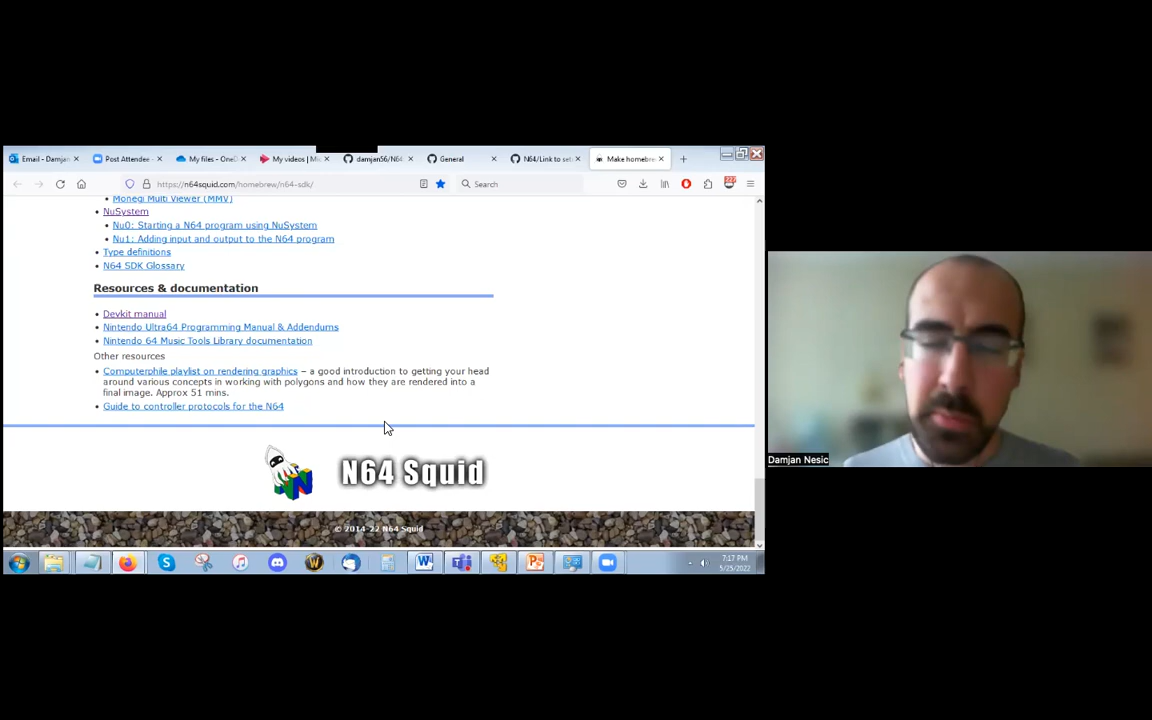 Email - Damjan
Post Attendee -
My files - OneD
My videos | Mic
damjan56/N64
General
N64/Link to set
Make homebre
https://n64squid.com/homebrew/n64-sdk/
Search
Monegi Multi Viewer (MMV)
NuSystem
Nu0: Starting a N64 program using NuSystem
Nu1: Adding input and output to the N64 program
Type definitions
N64 SDK Glossary
Resources & documentation
Devkit manual
Nintendo Ultra64 Programming Manual & Addendums
Nintendo 64 Music Tools Library documentation
Other resources
Computerphile playlist on rendering graphics – a good introduction to getting your head
around various concepts in working with polygons and how they are rendered into a
final image. Approx 51 mins.
Guide to controller protocols for the N64
N64 Squid
© 2014-22 N64 Squid
7:17 PM
5/25/2022
Damjan Nesic